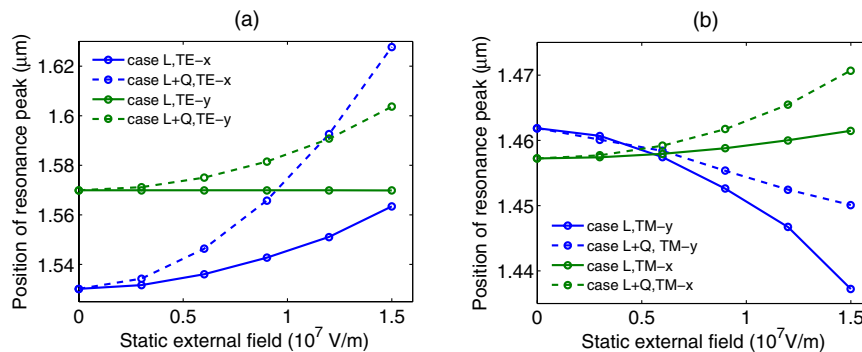 (a)
Position of resonance peak (μm)
1.62
1.6
1.58
1.56
1.54
case L,TE−x
case L+Q,TE−x
case L,TE−y
case L+Q,TE−y
0
0.5
1
1.5
Static external field (10⁷ V/m)
(b)
Position of resonance peak (μm)
1.47
1.46
1.45
1.44
case L,TM−y
case L+Q, TM−y
case L,TM−x
case L+Q,TM−x
0
0.5
1
1.5
Static external field (10⁷ V/m)